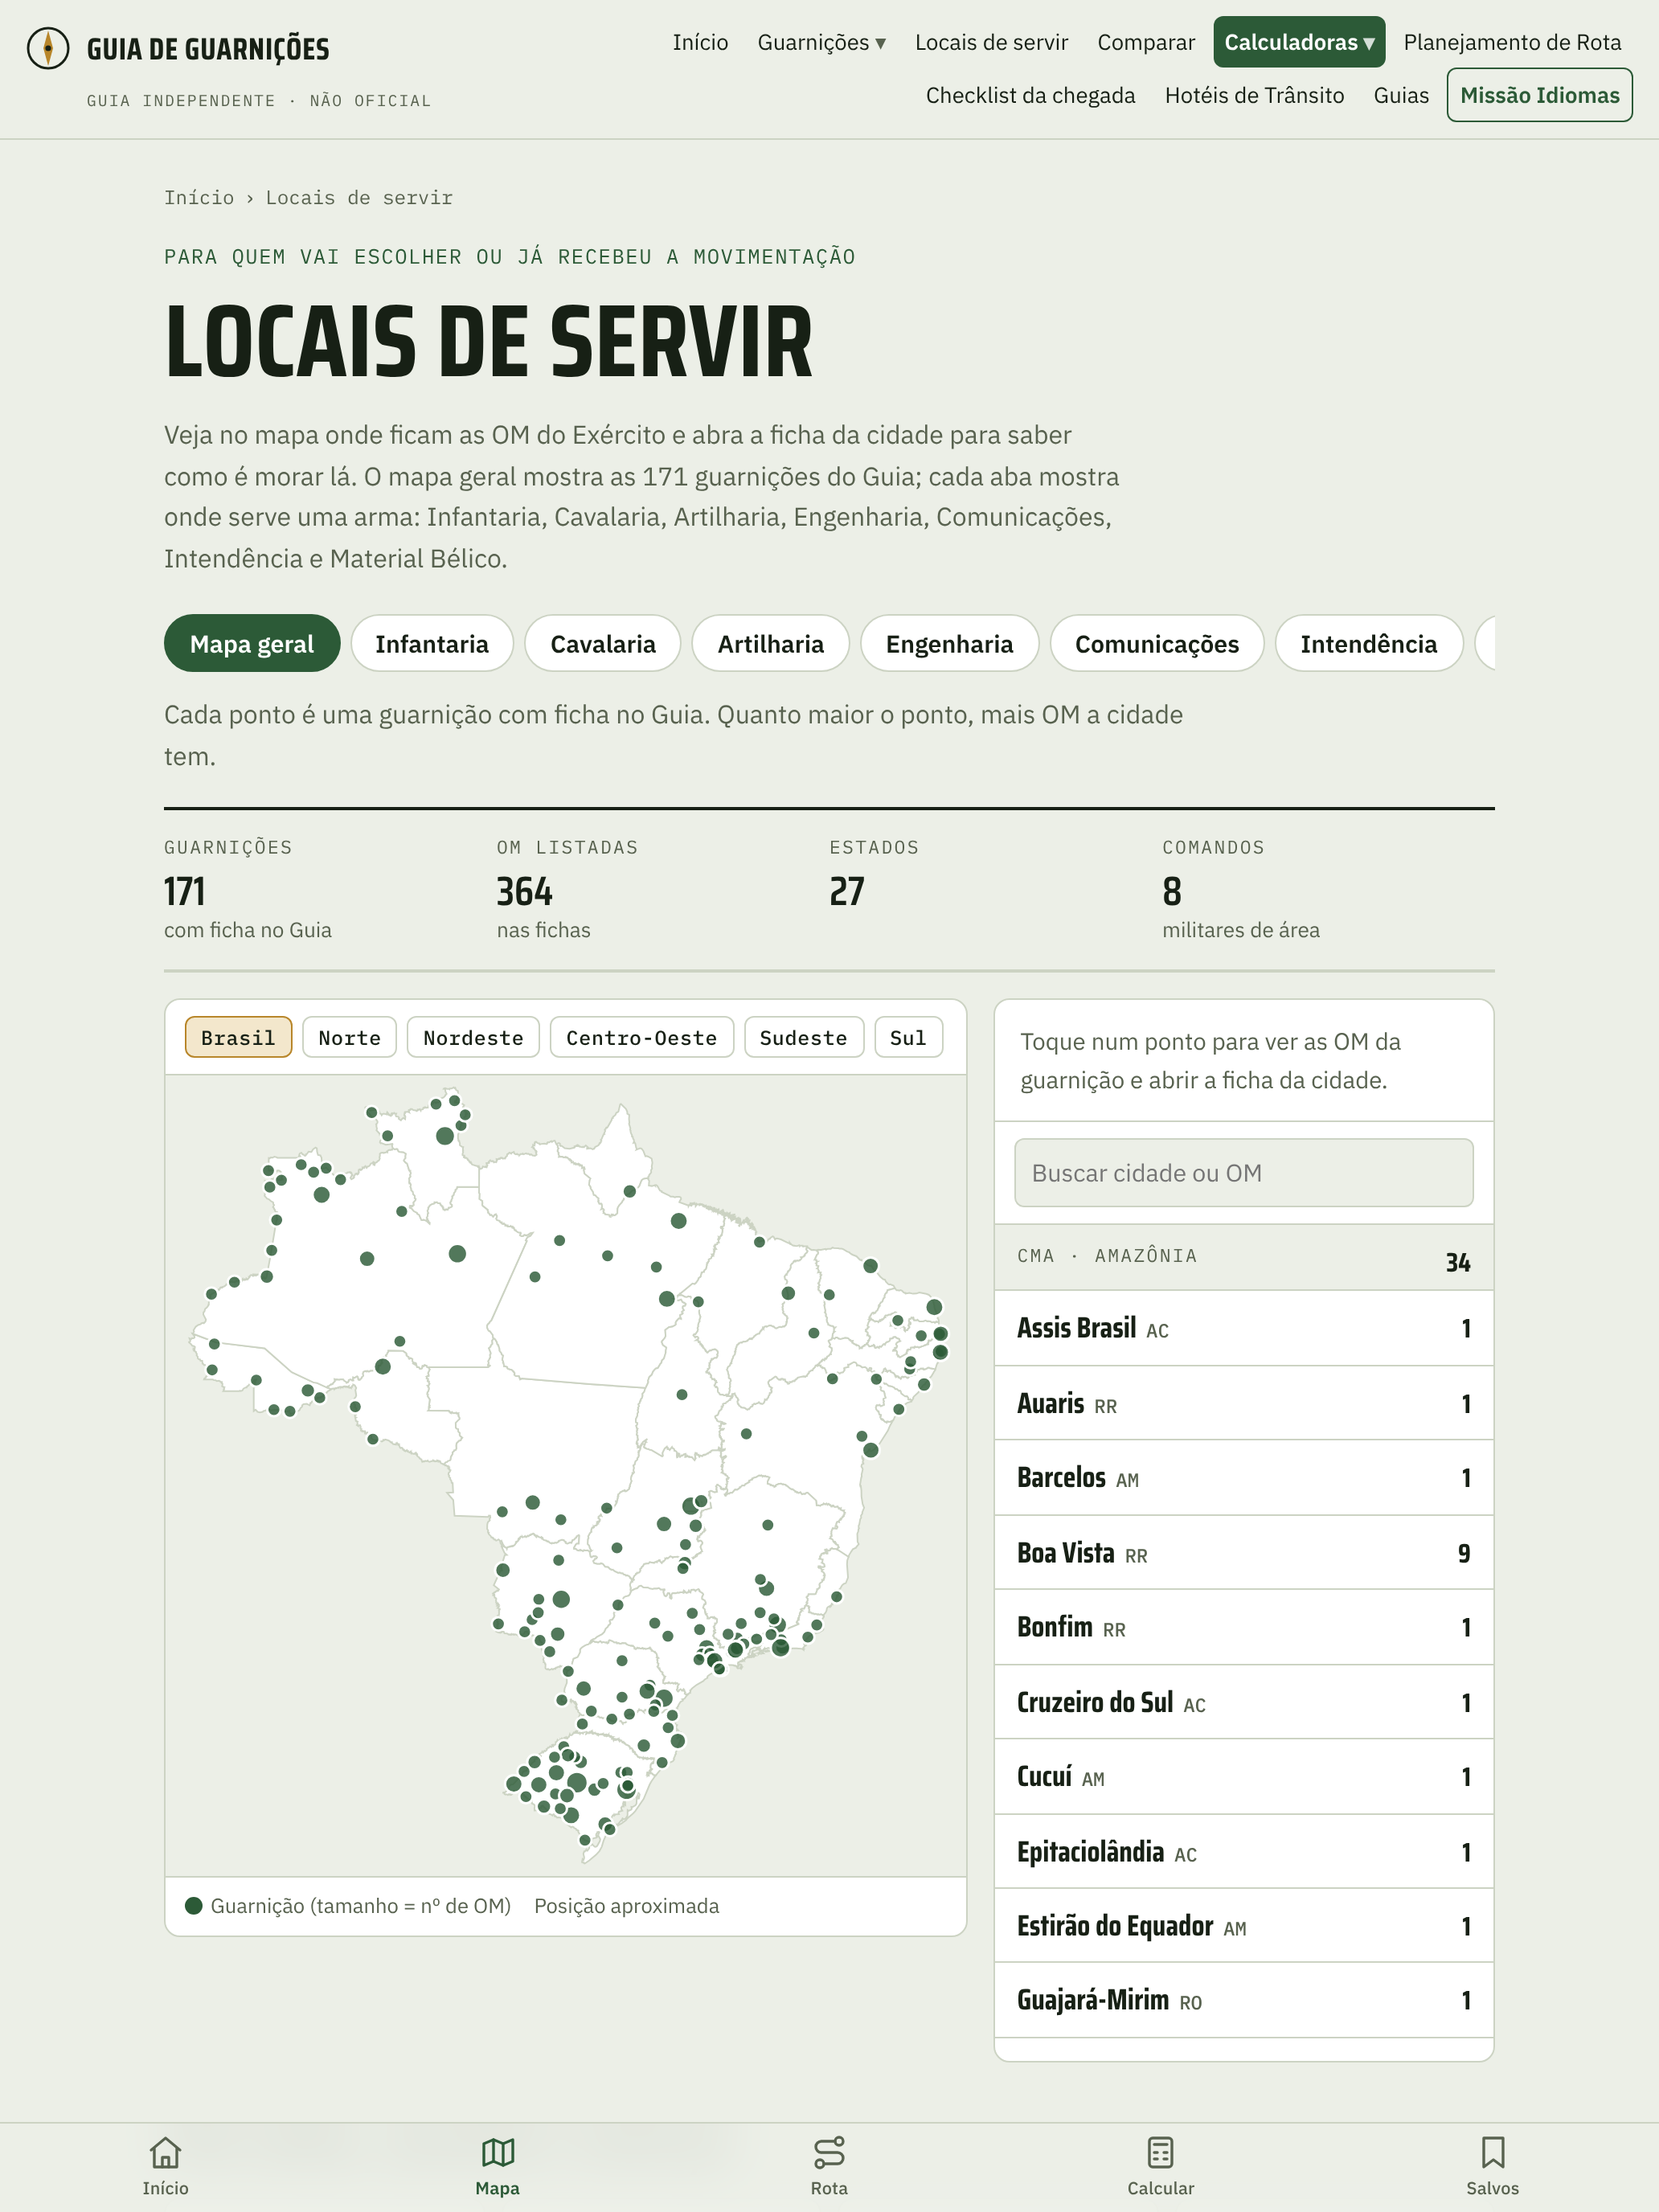 GUIA DE GUARNIÇÕES
GUIA INDEPENDENTE · NÃO OFICIAL
Início Guarnições ▾ Locais de servir Comparar Calculadoras ▾ Planejamento de Rota
Checklist da chegada Hotéis de Trânsito Guias Missão Idiomas
Início › Locais de servir
PARA QUEM VAI ESCOLHER OU JÁ RECEBEU A MOVIMENTAÇÃO
LOCAIS DE SERVIR
Veja no mapa onde ficam as OM do Exército e abra a ficha da cidade para saber
como é morar lá. O mapa geral mostra as 171 guarnições do Guia; cada aba mostra
onde serve uma arma: Infantaria, Cavalaria, Artilharia, Engenharia, Comunicações,
Intendência e Material Bélico.
Mapa geral Infantaria Cavalaria Artilharia Engenharia Comunicações Intendência
Cada ponto é uma guarnição com ficha no Guia. Quanto maior o ponto, mais OM a cidade
tem.
GUARNIÇÕES OM LISTADAS ESTADOS COMANDOS
171 364 27 8
com ficha no Guia nas fichas militares de área
Brasil Norte Nordeste Centro-Oeste Sudeste Sul
Guarnição (tamanho = nº de OM) Posição aproximada
Toque num ponto para ver as OM da
guarnição e abrir a ficha da cidade.
Buscar cidade ou OM
CMA · AMAZÔNIA 34
Assis Brasil AC 1
Auaris RR 1
Barcelos AM 1
Boa Vista RR 9
Bonfim RR 1
Cruzeiro do Sul AC 1
Cucuí AM 1
Epitaciolândia AC 1
Estirão do Equador AM 1
Guajará-Mirim RO 1
Início Mapa Rota Calcular Salvos